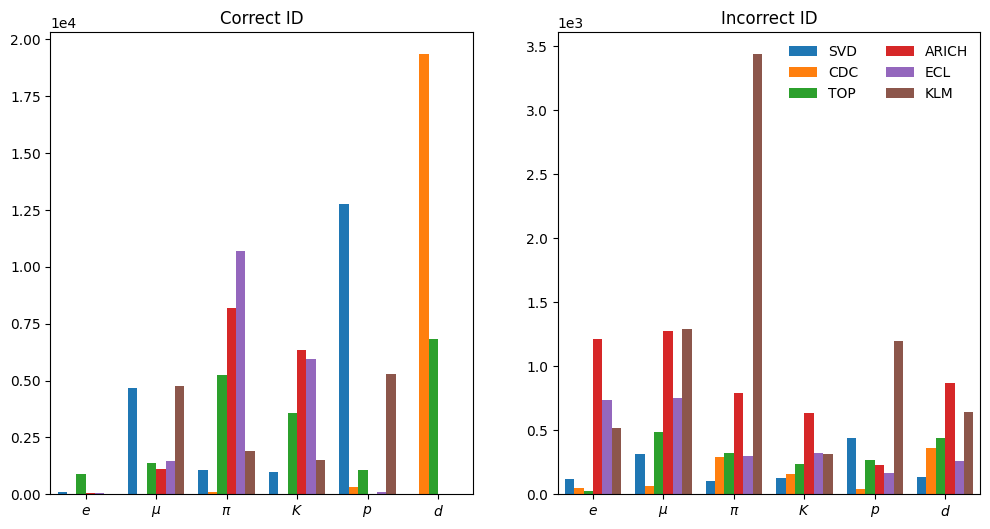 Correct ID
1e4
2.00
1.75
1.50
1.25
1.00
0.75
0.50
0.25
0.00
e μ π K p d
Incorrect ID
1e3
3.5
3.0
2.5
2.0
1.5
1.0
0.5
0.0
SVD ARICH
CDC ECL
TOP KLM
e μ π K p d